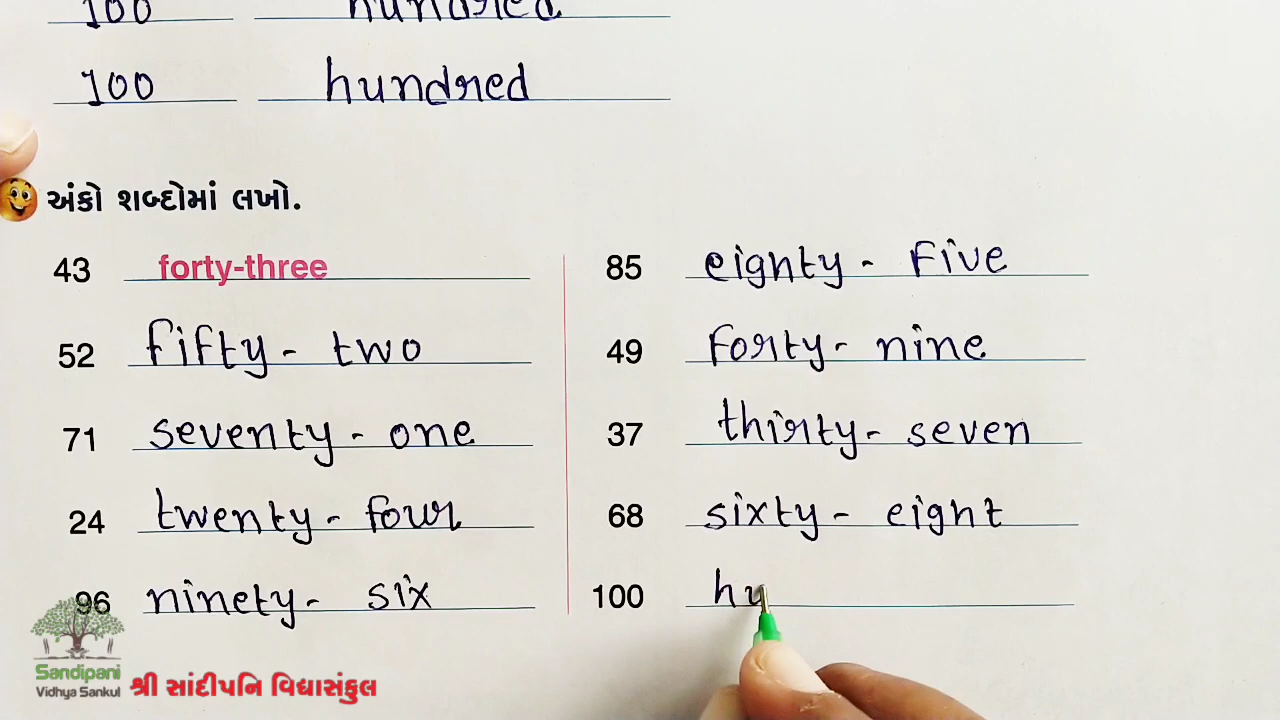 100 hundred
100 hundred
અંકો શબ્દોમાં લખો.
43 forty-three
52 fifty - two
71 seventy - one
24 twenty - four
96 ninety - six
85 eighty - Five
49 Forty - nine
37 thirty - seven
68 sixty - eight
100 hu
Sandipani
Vidhya Sankul
શ્રી સાંદીપનિ વિદ્યાસંકુલ